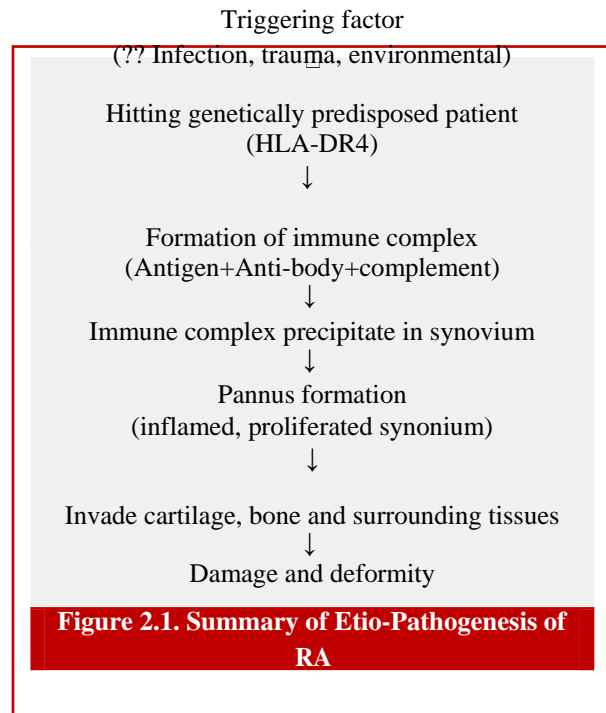 Triggering factor
(?? Infection, trauma, environmental)
Hitting genetically predisposed patient
(HLA-DR4)
↓
Formation of immune complex
(Antigen+Anti-body+complement)
↓
Immune complex precipitate in synovium
↓
Pannus formation
(inflamed, proliferated synonium)
↓
Invade cartilage, bone and surrounding tissues
↓
Damage and deformity
Figure 2.1. Summary of Etio-Pathogenesis of
RA